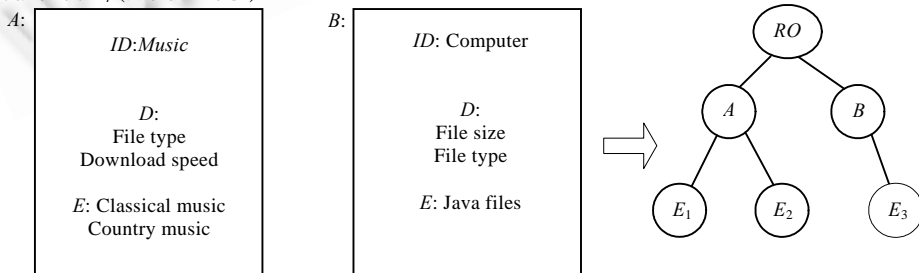 A:
ID:Music
D:
File type
Download speed
E: Classical music
Country music
B:
ID: Computer
D:
File size
File type
E: Java files
RO
A
B
E1
E2
E3